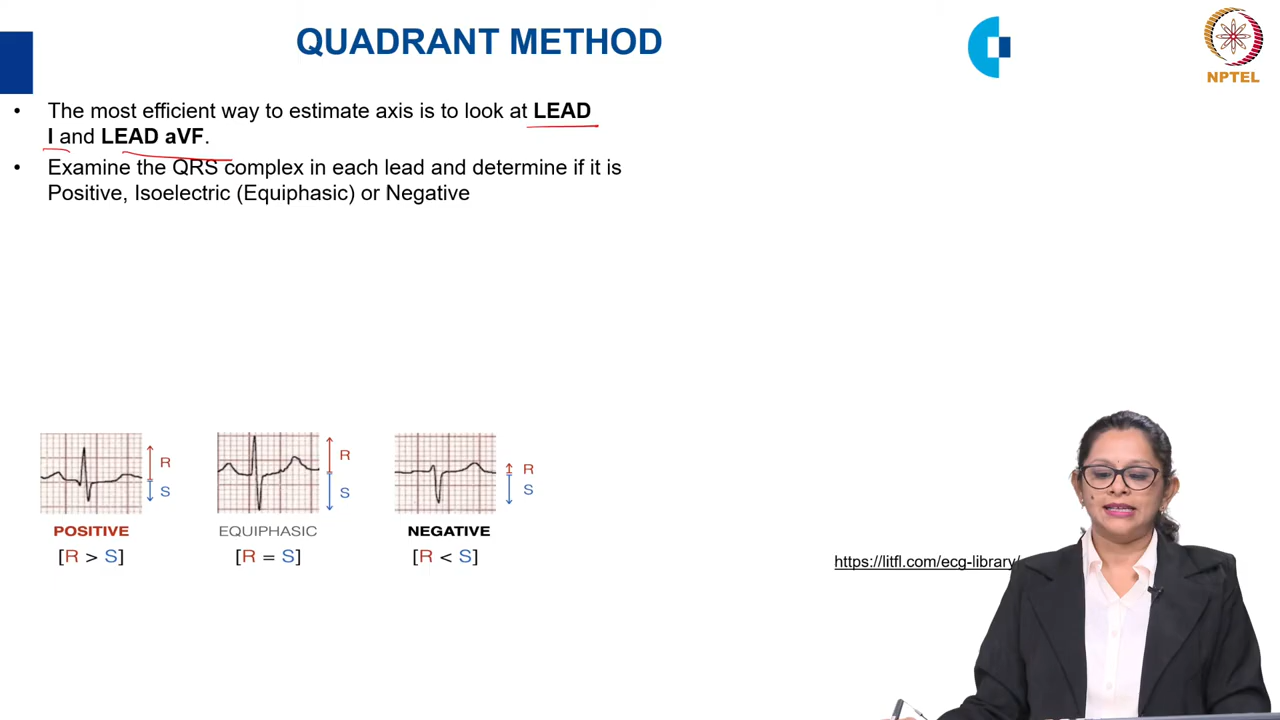 QUADRANT METHOD
NPTEL
• The most efficient way to estimate axis is to look at LEAD
I and LEAD aVF.
• Examine the QRS complex in each lead and determine if it is
Positive, Isoelectric (Equiphasic) or Negative
R
S
R
S
R
S
POSITIVE
EQUIPHASIC
NEGATIVE
[R > S]
[R = S]
[R < S]
https://litfl.com/ecg-library/